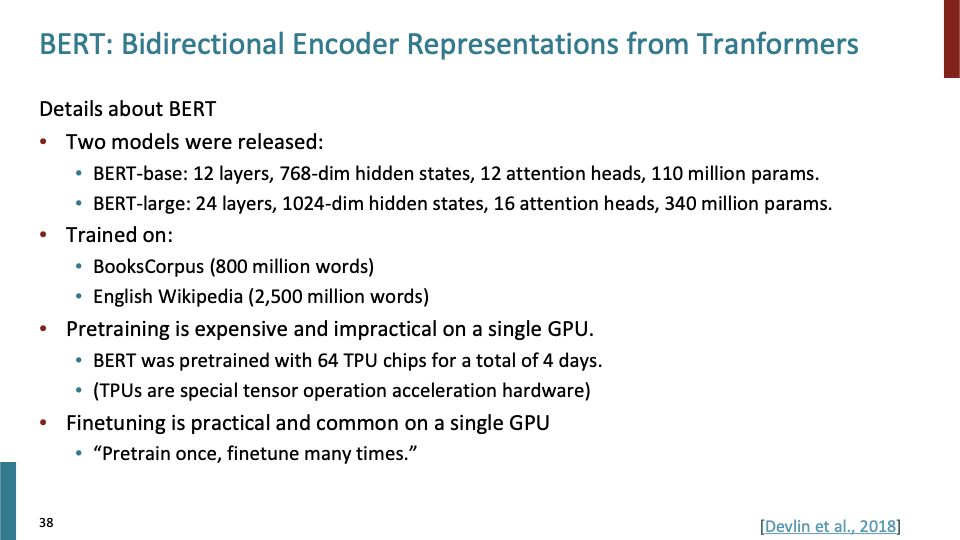 BERT: Bidirectional Encoder Representations from Tranformers
Details about BERT
• Two models were released:
• BERT-base: 12 layers, 768-dim hidden states, 12 attention heads, 110 million params.
• BERT-large: 24 layers, 1024-dim hidden states, 16 attention heads, 340 million params.
• Trained on:
• BooksCorpus (800 million words)
• English Wikipedia (2,500 million words)
• Pretraining is expensive and impractical on a single GPU.
• BERT was pretrained with 64 TPU chips for a total of 4 days.
• (TPUs are special tensor operation acceleration hardware)
• Finetuning is practical and common on a single GPU
• “Pretrain once, finetune many times.”
38
[Devlin et al., 2018]